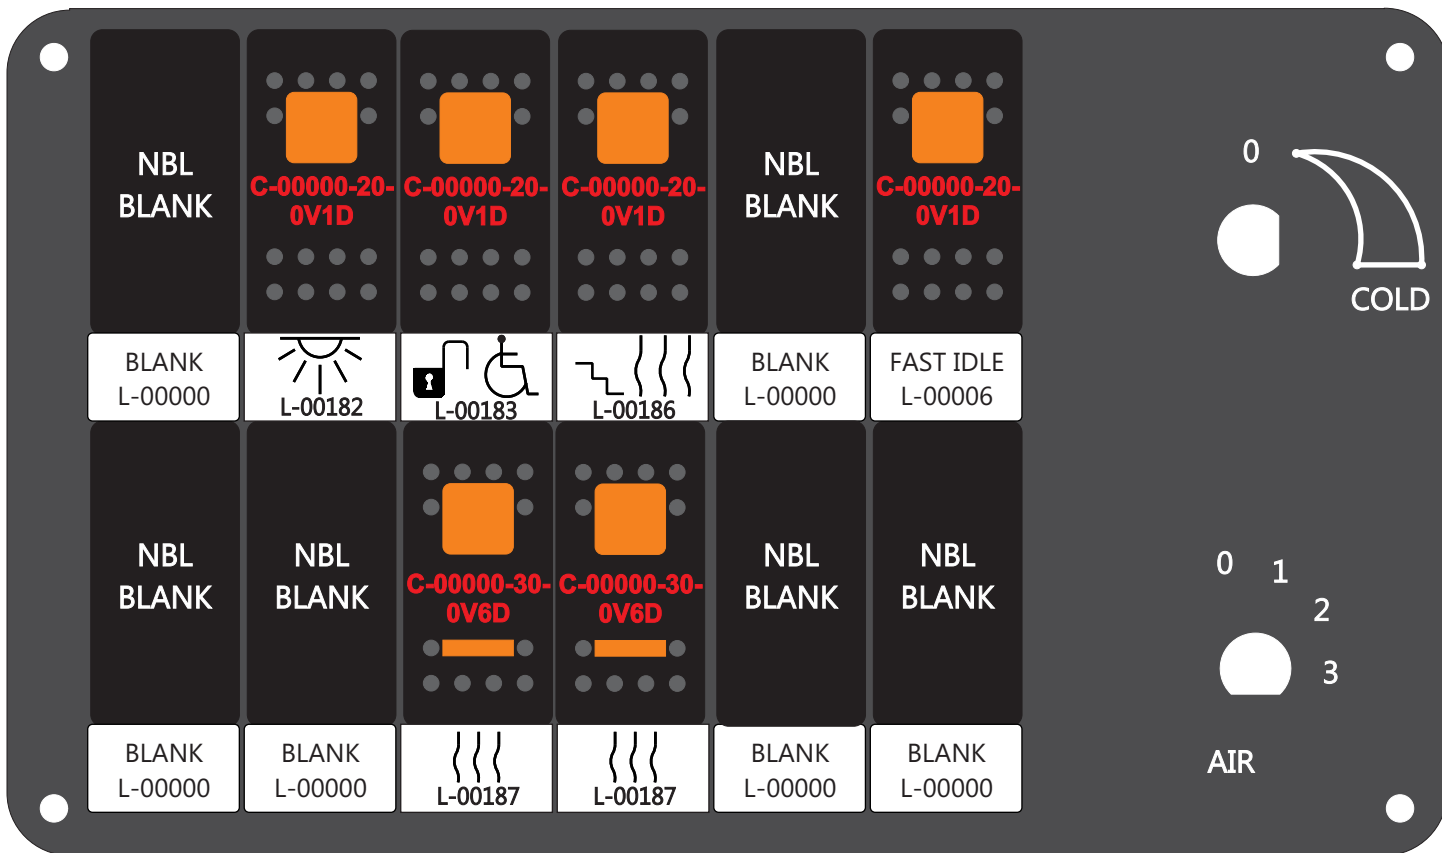 NBL
BLANK
C-00000-20-
0V1D
C-00000-20-
0V1D
C-00000-20-
0V1D
NBL
BLANK
C-00000-20-
0V1D
0
COLD
BLANK
L-00000
L-00182
L-00183
L-00186
BLANK
L-00000
FAST IDLE
L-00006
NBL
BLANK
NBL
BLANK
C-00000-30-
0V6D
C-00000-30-
0V6D
NBL
BLANK
NBL
BLANK
0
1
2
3
AIR
BLANK
L-00000
BLANK
L-00000
L-00187
L-00187
BLANK
L-00000
BLANK
L-00000